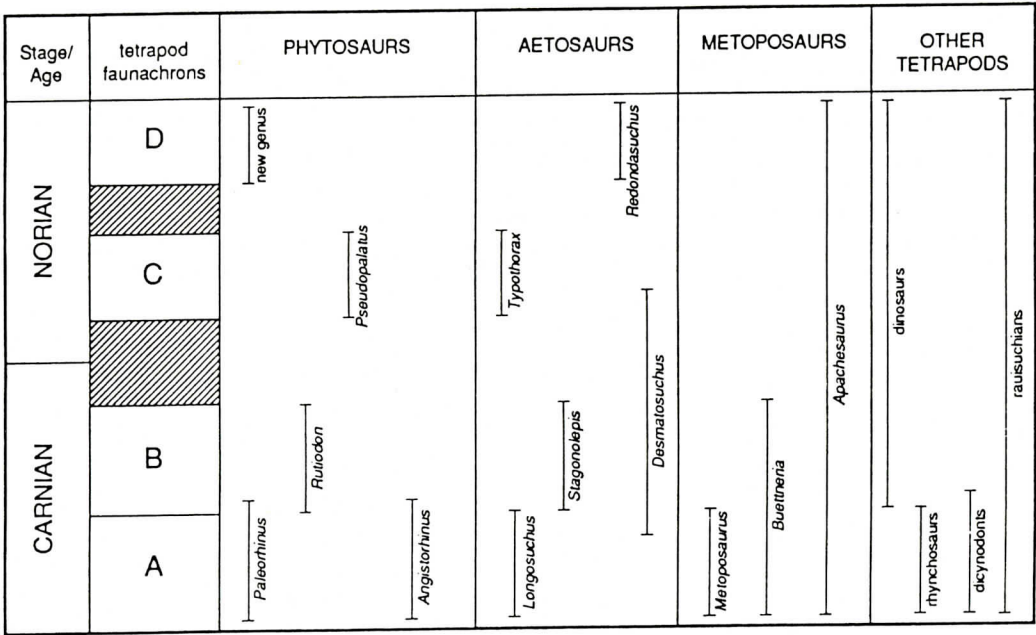 Stage/
Age
tetrapod
faunachrons
PHYTOSAURS
AETOSAURS
METOPOSAURS
OTHER
TETRAPODS
NORIAN
CARNIAN
D
C
B
A
new genus
Pseudopalatus
Rutiodon
Paleorhinus
Angistorhinus
Redondasuchus
Typothorax
Desmatosuchus
Stagonolepis
Longosuchus
Apachesaurus
Buettneria
Metoposaurus
dinosaurs
rauisuchians
rhynchosaurs
dicynodonts